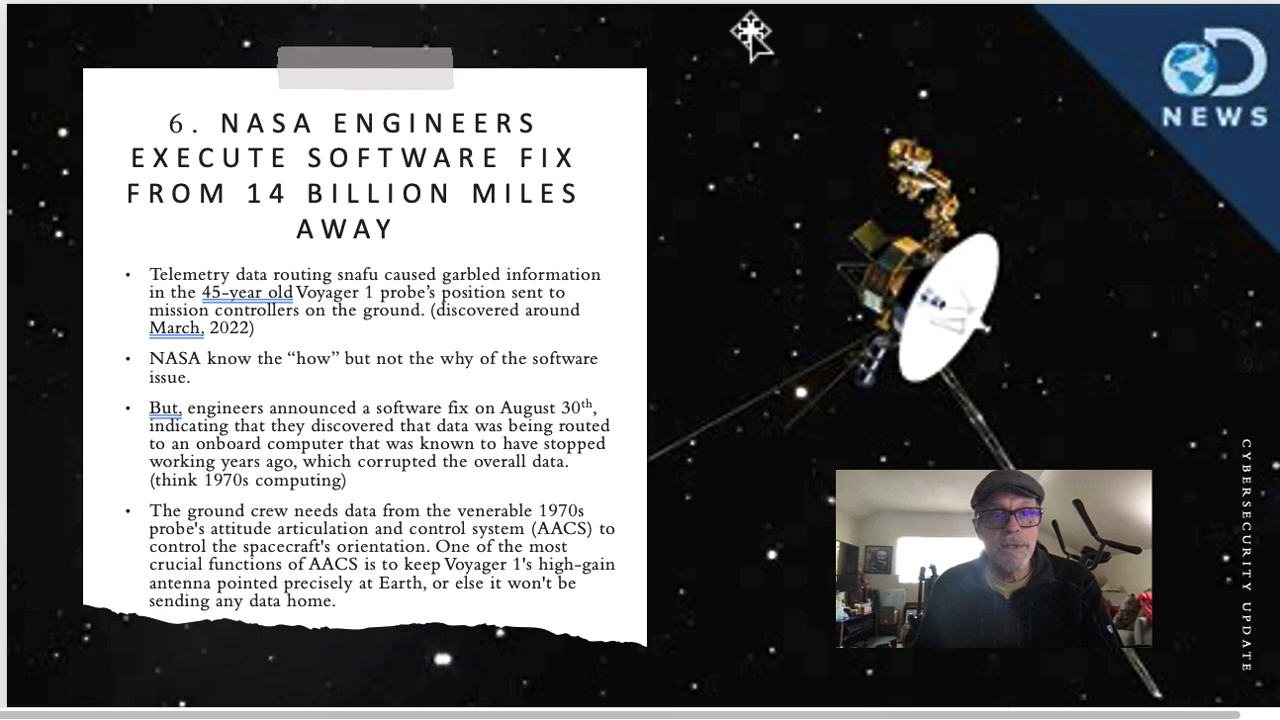 6. NASA ENGINEERS
EXECUTE SOFTWARE FIX
FROM 14 BILLION MILES
AWAY
• Telemetry data routing snafu caused garbled information
in the 45-year old Voyager 1 probe’s position sent to
mission controllers on the ground. (discovered around
March, 2022)
• NASA know the “how” but not the why of the software
issue.
• But, engineers announced a software fix on August 30th,
indicating that they discovered that data was being routed
to an onboard computer that was known to have stopped
working years ago, which corrupted the overall data.
(think 1970s computing)
• The ground crew needs data from the venerable 1970s
probe's attitude articulation and control system (AACS) to
control the spacecraft's orientation. One of the most
crucial functions of AACS is to keep Voyager 1's high-gain
antenna pointed precisely at Earth, or else it won't be
sending any data home.
D
NEWS
9
CYBERSECURITY UPDATE